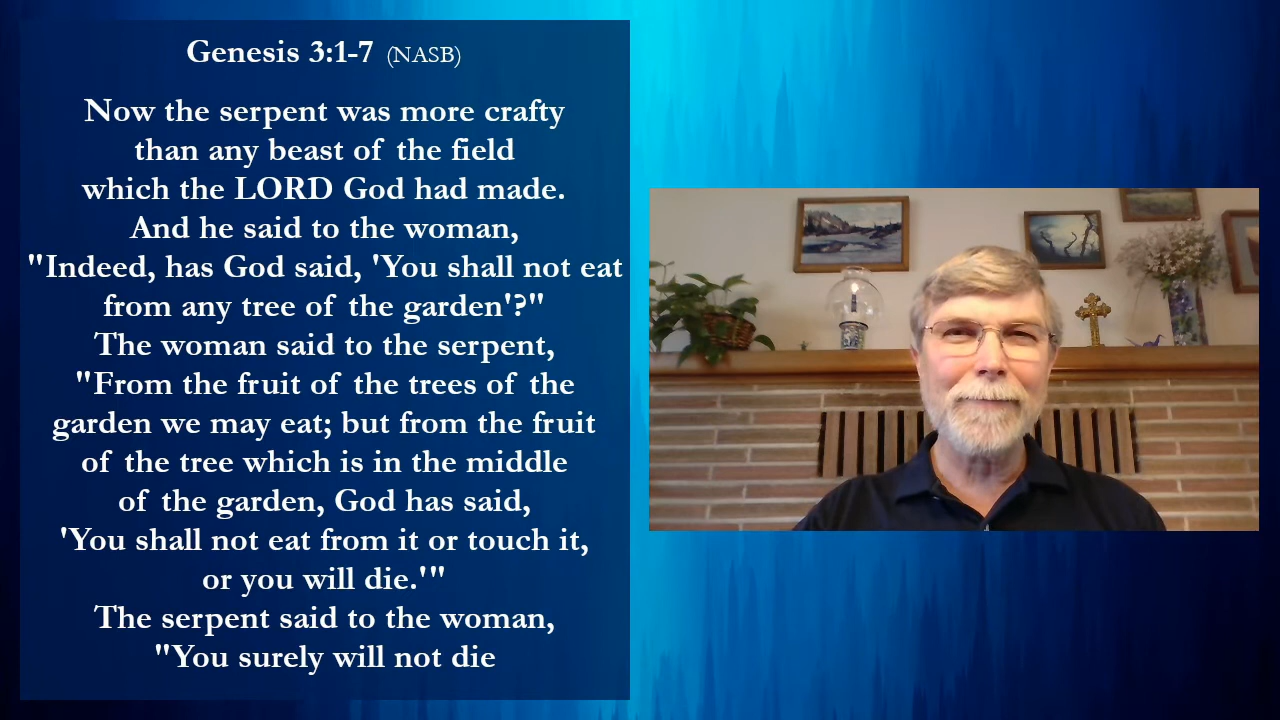 Genesis 3:1-7 (NASB)
Now the serpent was more crafty
than any beast of the field
which the LORD God had made.
And he said to the woman,
"Indeed, has God said, 'You shall not eat
from any tree of the garden'?"
The woman said to the serpent,
"From the fruit of the trees of the
garden we may eat; but from the fruit
of the tree which is in the middle
of the garden, God has said,
'You shall not eat from it or touch it,
or you will die.'"
The serpent said to the woman,
"You surely will not die